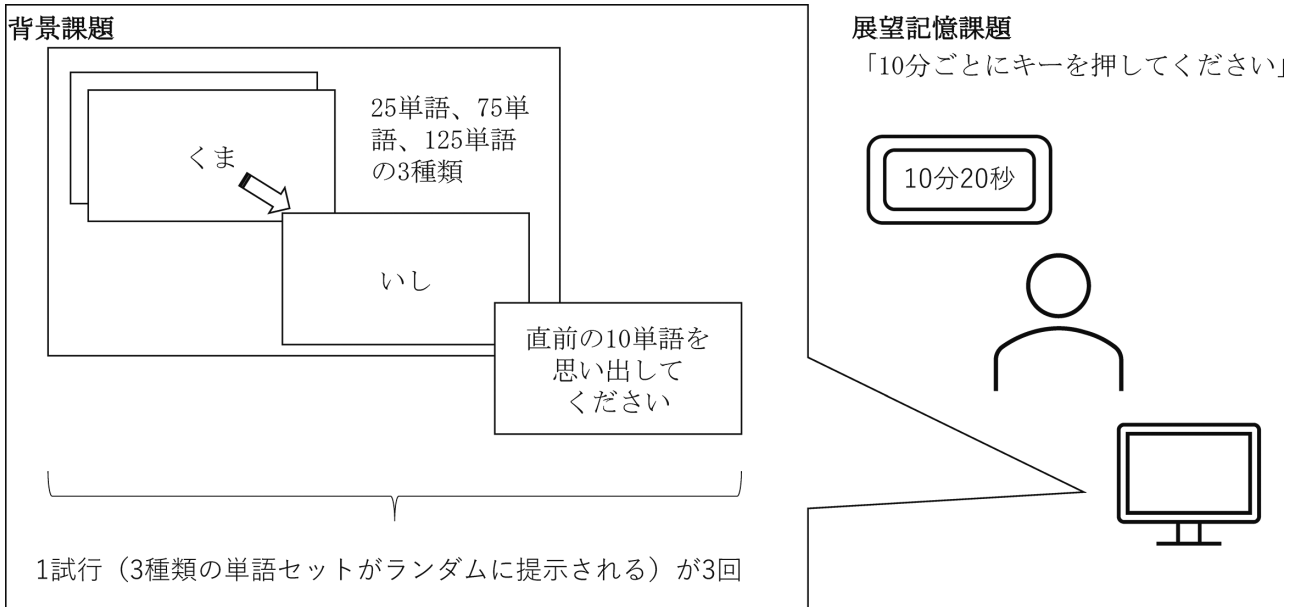 背景課題
くま
25単語、75単
語、125単語
の3種類
いし
直前の10単語を
思い出して
ください
1試行（3種類の単語セットがランダムに提示される）が3回
展望記憶課題
「10分ごとにキーを押してください」
10分20秒